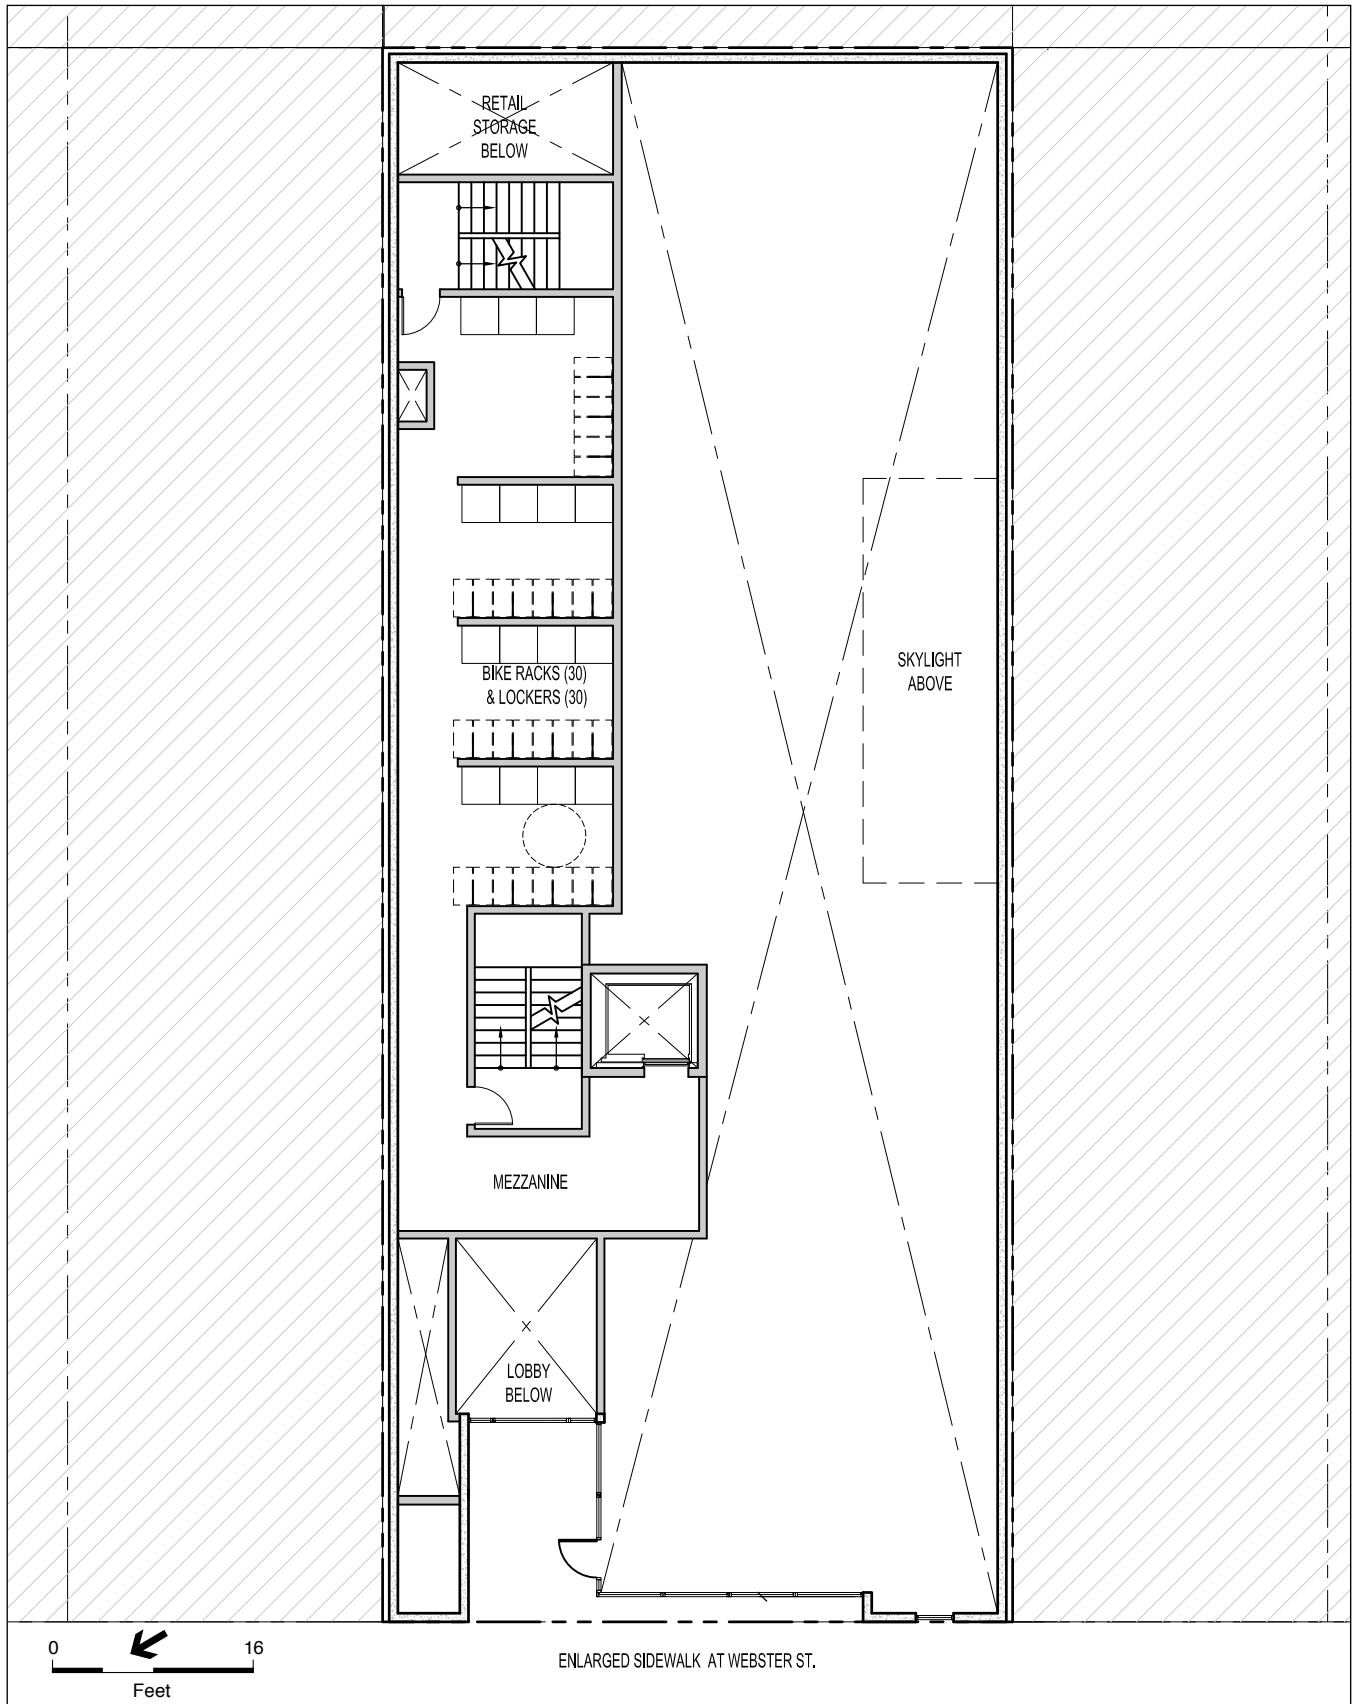 RETAIL
STORAGE
BELOW
SKYLIGHT
ABOVE
BIKE RACKS (30)
& LOCKERS (30)
MEZZANINE
LOBBY
BELOW
0 16
Feet
ENLARGED SIDEWALK AT WEBSTER ST.